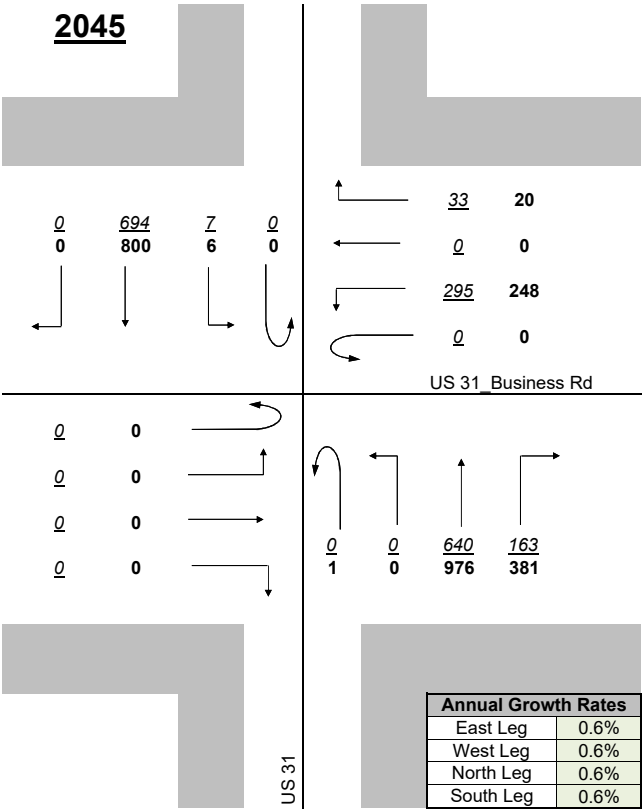 2045
33 20
0 694 7 0
0 800 6 0
0 0
295 248
0 0
US 31_Business Rd
0 0
0 0
0 0
0 0
0 0 640 163
1 0 976 381
US 31
Annual Growth Rates
East Leg 0.6%
West Leg 0.6%
North Leg 0.6%
South Leg 0.6%